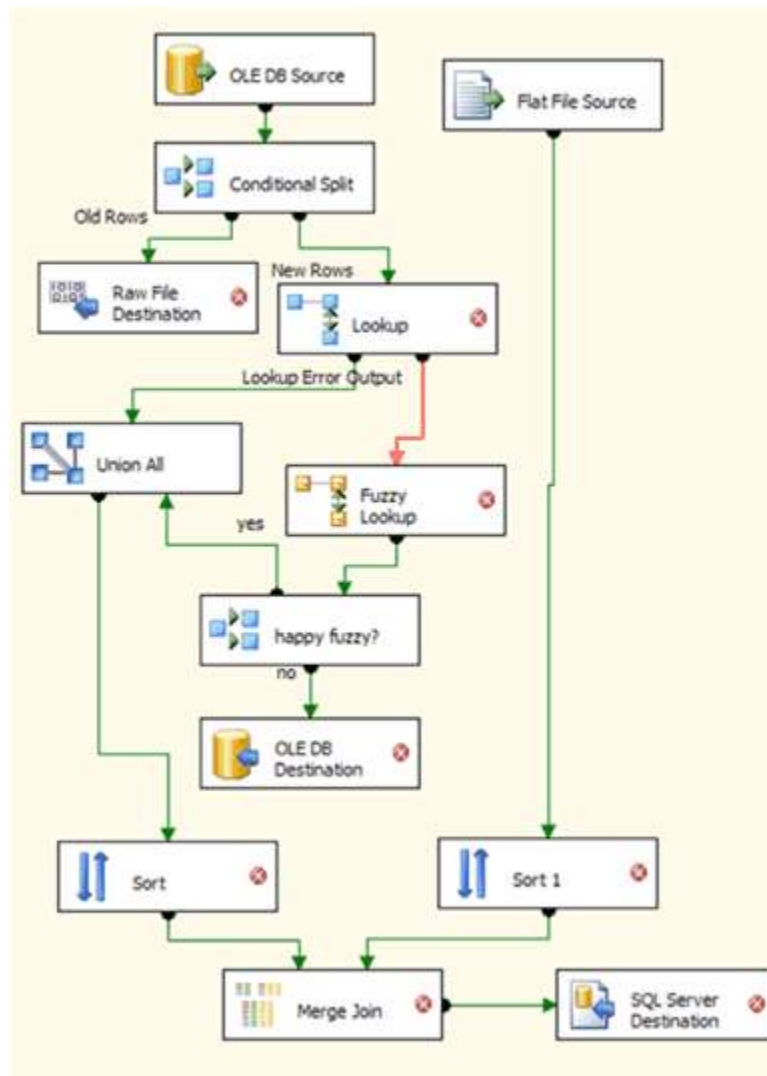 OLE DB Source
Flat File Source
Conditional Split
Old Rows
New Rows
Raw File
Destination
Lookup
Lookup Error Output
Union All
Fuzzy
Lookup
yes
happy fuzzy?
no
OLE DB
Destination
Sort
Sort 1
Merge Join
SQL Server
Destination